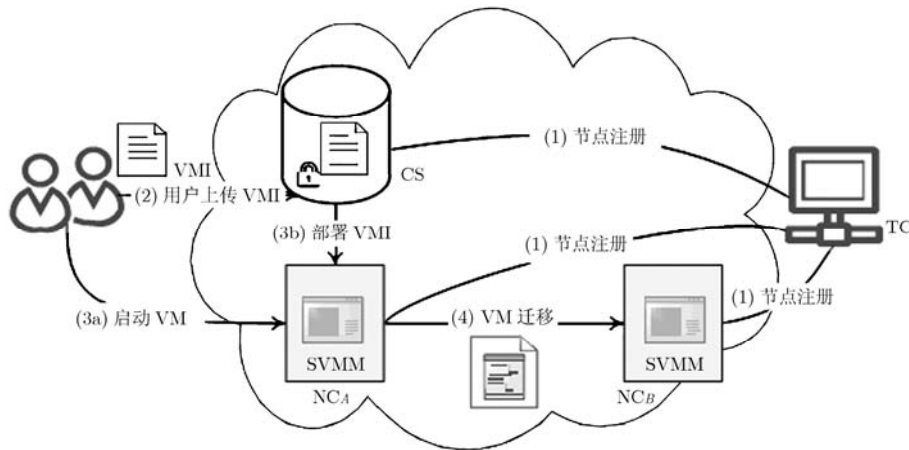 (1) 节点注册
VMI
CS
(2) 用户上传 VMI
TC
(3b) 部署 VMI
(1) 节点注册
(1) 节点注册
(3a) 启动 VM
(4) VM 迁移
SVMM
SVMM
NCA
NCB